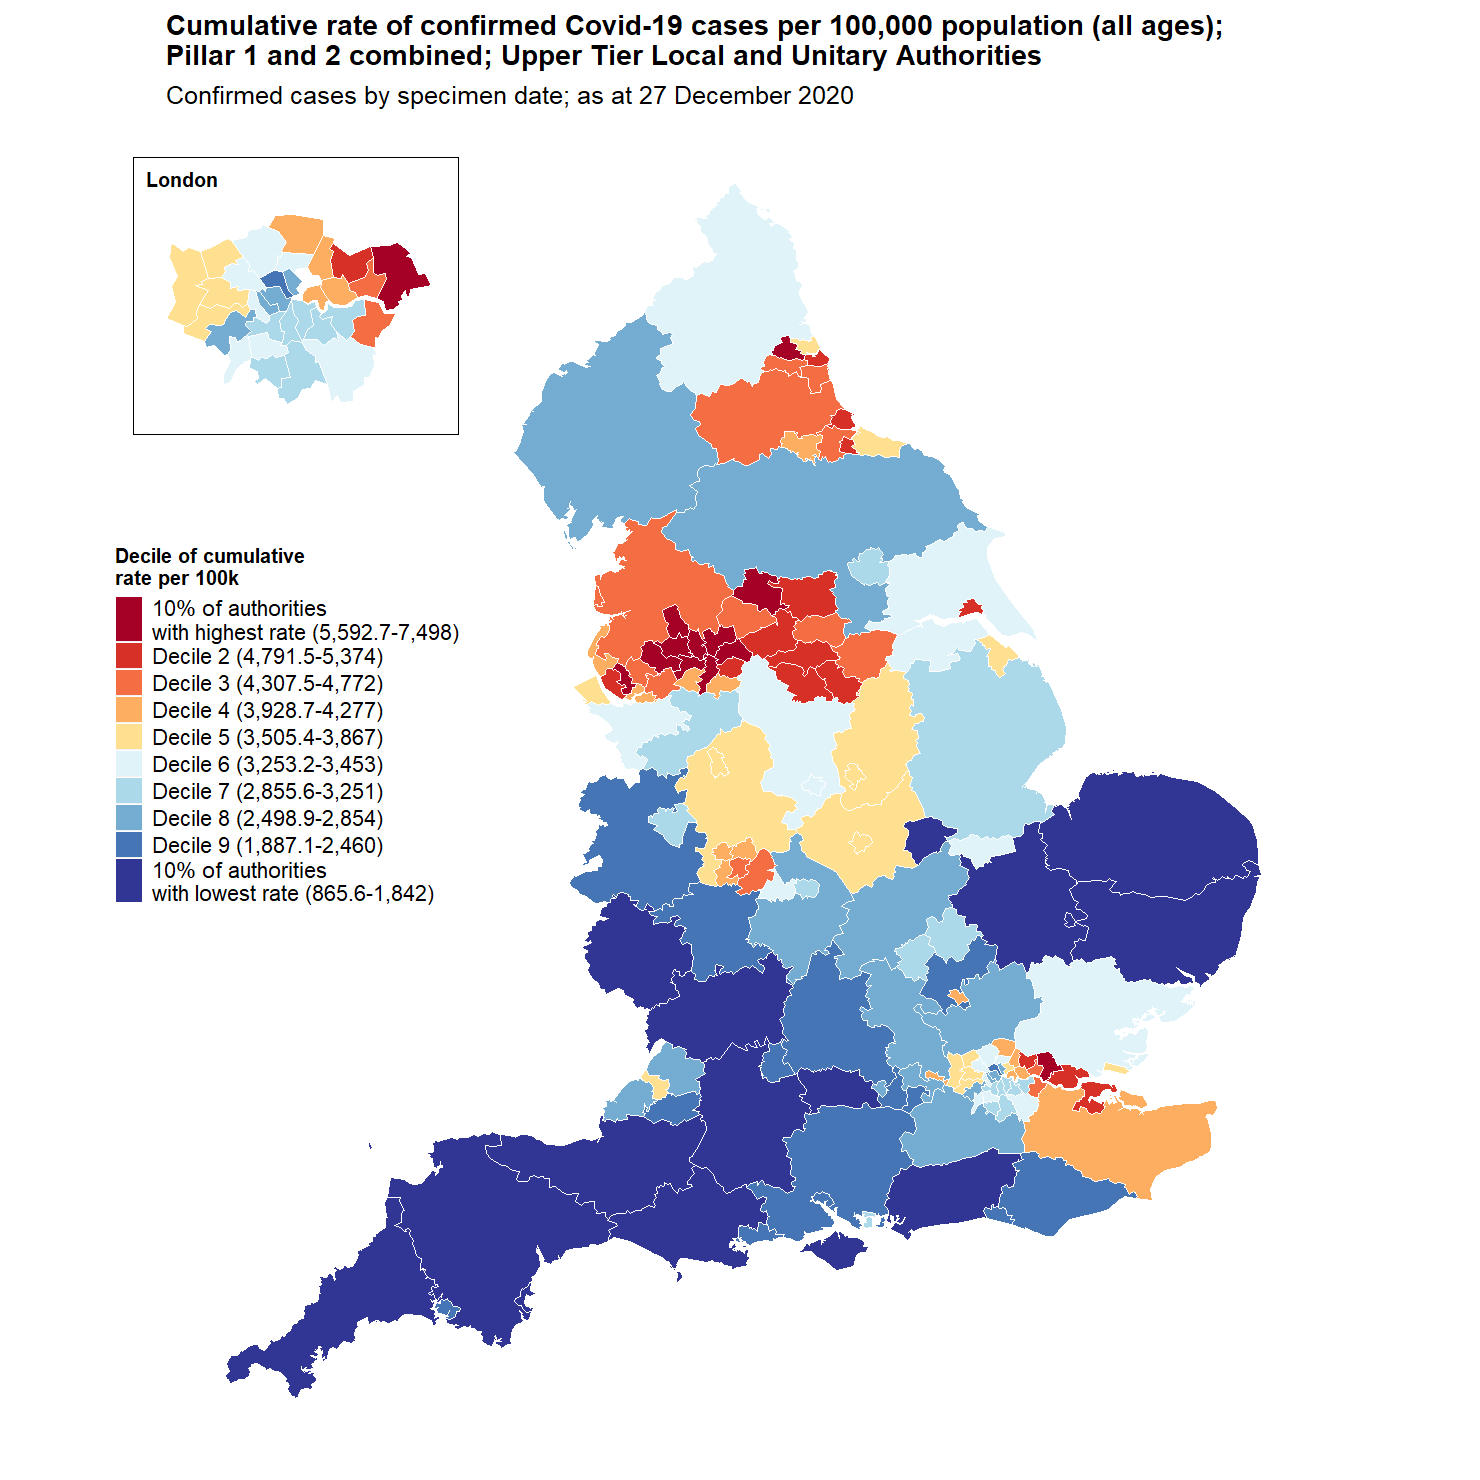 Cumulative rate of confirmed Covid-19 cases per 100,000 population (all ages);
Pillar 1 and 2 combined; Upper Tier Local and Unitary Authorities
Confirmed cases by specimen date; as at 27 December 2020
London
Decile of cumulative
rate per 100k
10% of authorities
with highest rate (5,592.7-7,498)
Decile 2 (4,791.5-5,374)
Decile 3 (4,307.5-4,772)
Decile 4 (3,928.7-4,277)
Decile 5 (3,505.4-3,867)
Decile 6 (3,253.2-3,453)
Decile 7 (2,855.6-3,251)
Decile 8 (2,498.9-2,854)
Decile 9 (1,887.1-2,460)
10% of authorities
with lowest rate (865.6-1,842)